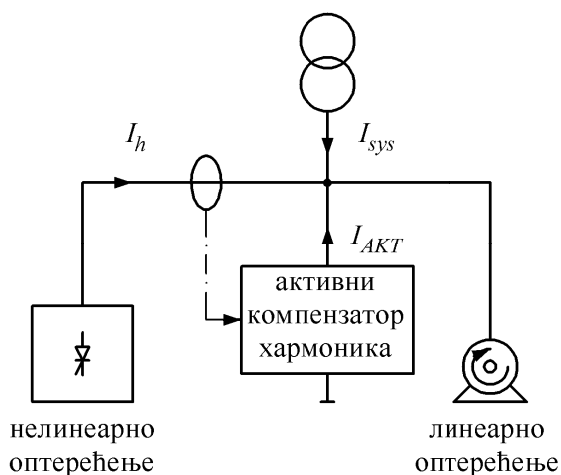 I_h
I_sys
I_AKT
активни
компензатор
хармоника
нелинеарно
оптерећење
линеарно
оптерећење